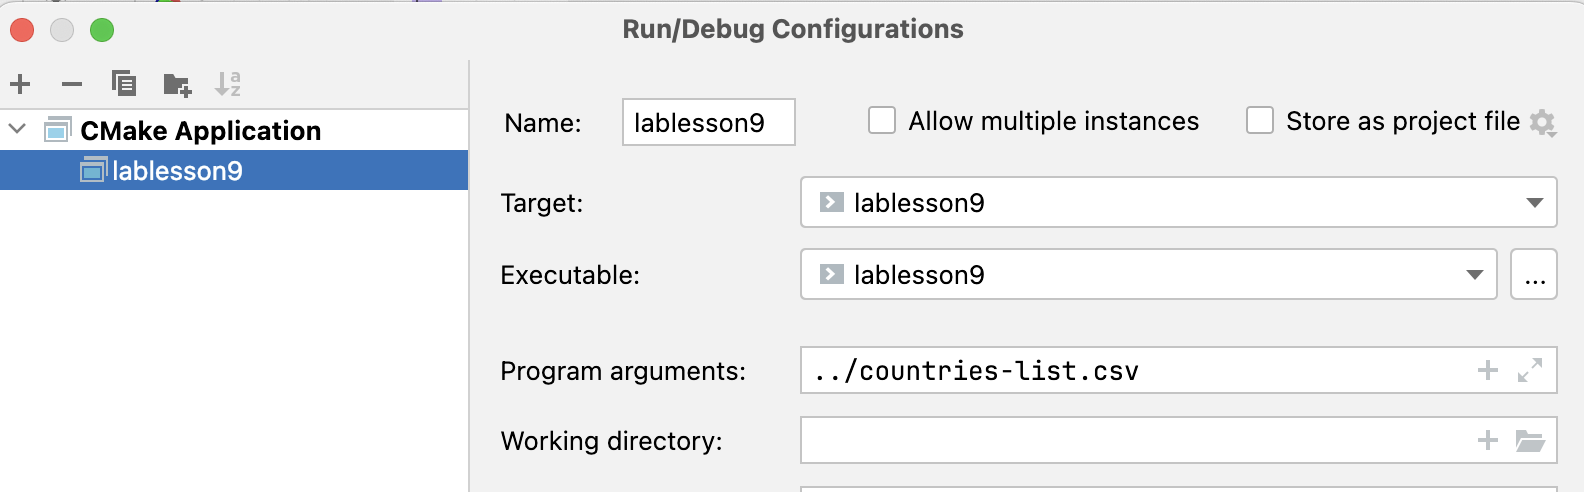 Run/Debug Configurations
CMake Application
lablesson9
Name: lablesson9 Allow multiple instances Store as project file
Target: lablesson9
Executable: lablesson9 ...
Program arguments: ../countries-list.csv
Working directory: